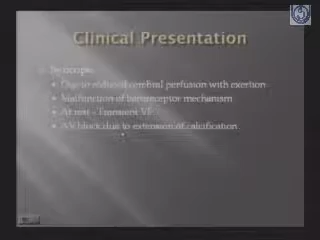 Clinical Presentation
Syncope
Due to reduced cerebral perfusion with exertion
Malfunction of baroreceptor mechanism
At rest - Transient VF
AV block due to extension of calcification